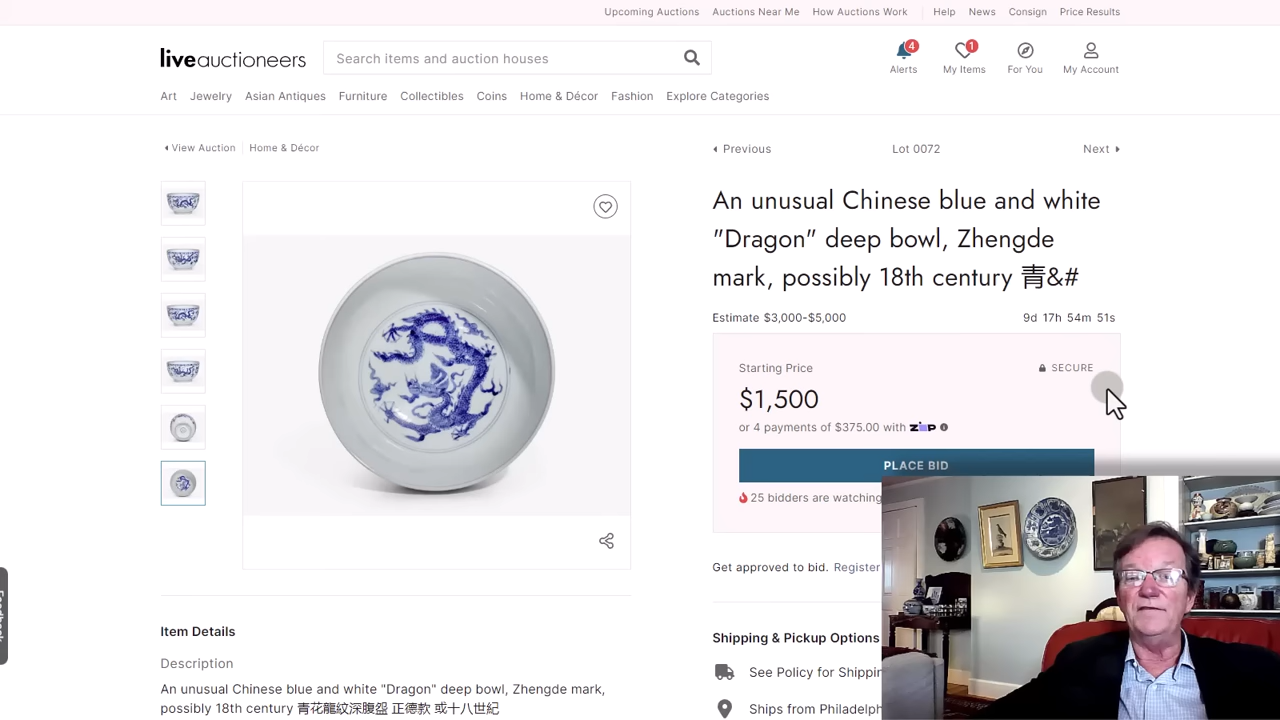 Upcoming Auctions Auctions Near Me How Auctions Work Help News Consign Price Results
liveauctioneers
Search items and auction houses
4
1
Alerts My Items For You My Account
Art Jewelry Asian Antiques Furniture Collectibles Coins Home & Décor Fashion Explore Categories
View Auction Home & Décor
Previous Lot 0072 Next
An unusual Chinese blue and white
"Dragon" deep bowl, Zhengde
mark, possibly 18th century 青&#
Estimate $3,000-$5,000 9d 17h 54m 51s
Starting Price SECURE
$1,500
or 4 payments of $375.00 with ZIP
PLACE BID
25 bidders are watching
Get approved to bid. Register
Feedback
Item Details
Description
An unusual Chinese blue and white "Dragon" deep bowl, Zhengde mark,
possibly 18th century 青花龍紋深腹盌 正德款 或十八世紀
Shipping & Pickup Options
See Policy for Shippin
Ships from Philadelph